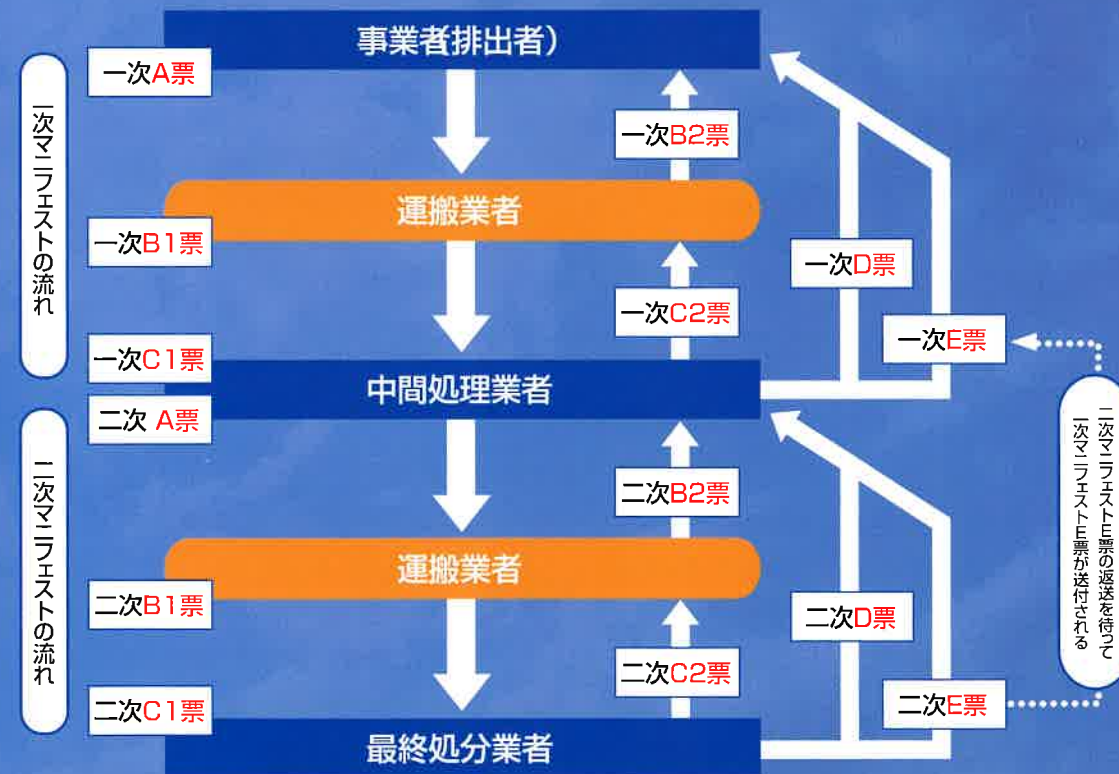 事業者(排出者)
一次A票
一次マニフェストの流れ
一次B2票
運搬業者
一次B1票
一次D票
一次C2票
一次E票
一次C1票
中間処理業者
二次 A票
二次マニフェストE票の返送を待って
一次マニフェストE票が送付される
二次マニフェストの流れ
二次B2票
運搬業者
二次B1票
二次D票
二次C2票
二次E票
二次C1票
最終処分業者